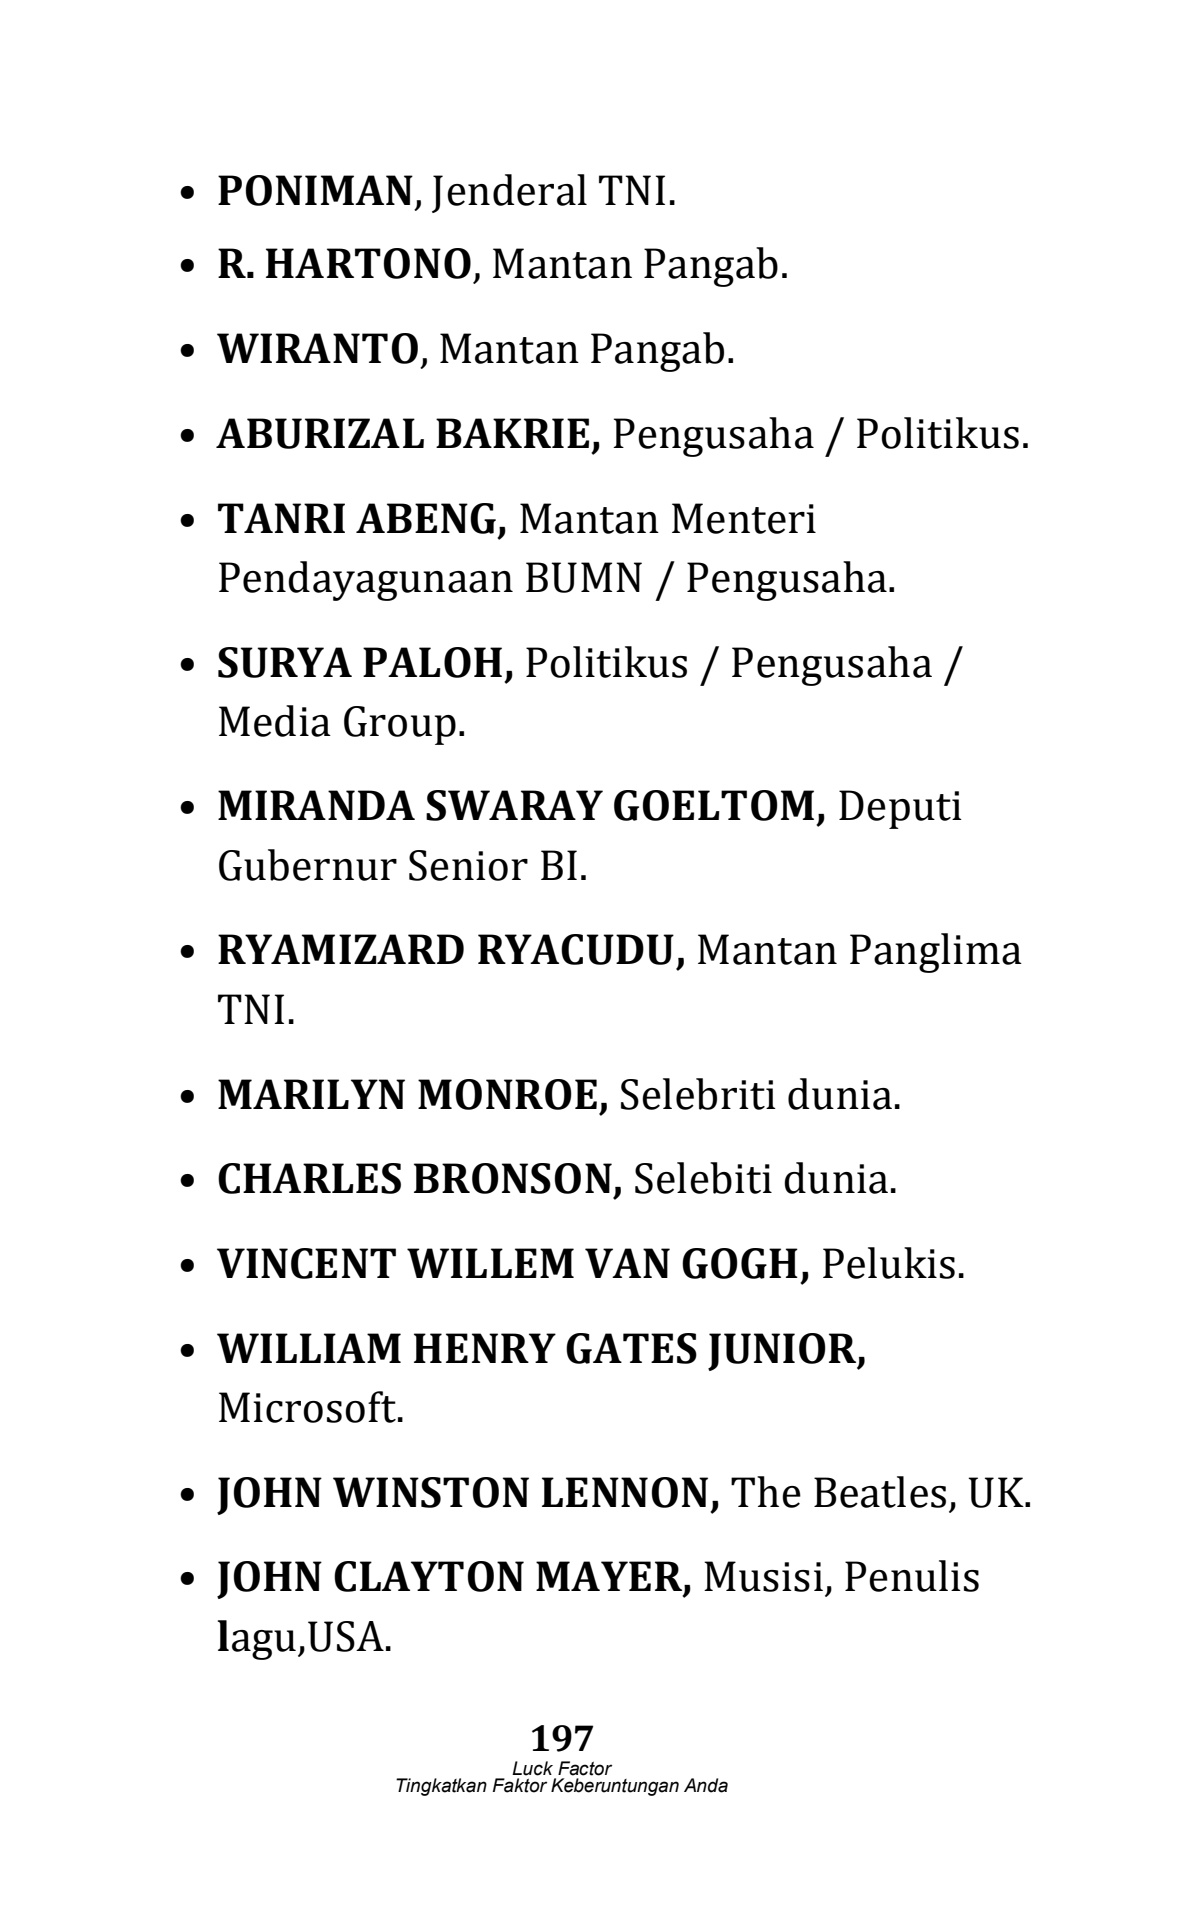 • PONIMAN, Jenderal TNI.
• R. HARTONO, Mantan Pangab.
• WIRANTO, Mantan Pangab.
• ABURIZAL BAKRIE, Pengusaha / Politikus.
• TANRI ABENG, Mantan Menteri
Pendayagunaan BUMN / Pengusaha.
• SURYA PALOH, Politikus / Pengusaha /
Media Group.
• MIRANDA SWARAY GOELTOM, Deputi
Gubernur Senior BI.
• RYAMIZARD RYACUDU, Mantan Panglima
TNI.
• MARILYN MONROE, Selebriti dunia.
• CHARLES BRONSON, Selebiti dunia.
• VINCENT WILLEM VAN GOGH, Pelukis.
• WILLIAM HENRY GATES JUNIOR,
Microsoft.
• JOHN WINSTON LENNON, The Beatles, UK.
• JOHN CLAYTON MAYER, Musisi, Penulis
lagu,USA.
197
Luck Factor
Tingkatkan Faktor Keberuntungan Anda